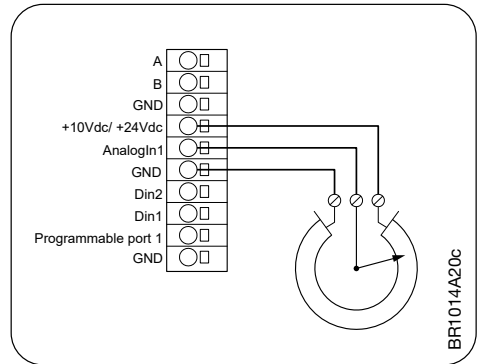 A
B
GND
+10Vdc/ +24Vdc
AnalogIn1
GND
Din2
Din1
Programmable port 1
GND
BR1014A20c